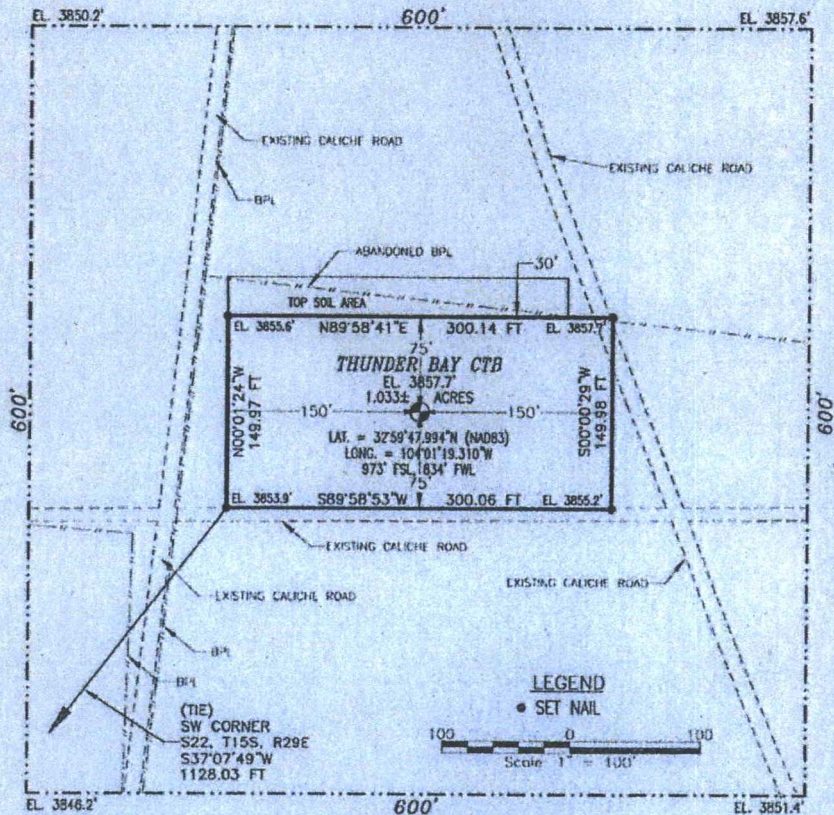 EL. 3850.2'
600'
EL. 3857.6'
EXISTING CALICHE ROAD
EXISTING CALICHE ROAD
BPL
ABANDONED BPL
30'
TOP SOIL AREA
EL. 3855.6'
N89°58'41"E
300.14 FT
EL. 3857.7'
75'
THUNDER BAY CTB
EL. 3857.7'
1.033± ACRES
600'
N00°01'24"W
149.97 FT
150'
150'
S00°00'29"W
149.98 FT
600'
LAT. = 32°59'47.994"N (NAD83)
LONG. = 104°01'19.310"W
973' FSL 834' FWL
75'
EL. 3853.9'
S89°58'53"W
300.06 FT
EL. 3855.2'
EXISTING CALICHE ROAD
EXISTING CALICHE ROAD
EXISTING CALICHE ROAD
BPL
BPL
(TIE)
SW CORNER
S22, T15S, R29E
S37°07'49"W
1128.03 FT
LEGEND
SET NAIL
100 0 100
Scale 1" = 100'
EL. 3846.2'
600'
EL. 3851.4'